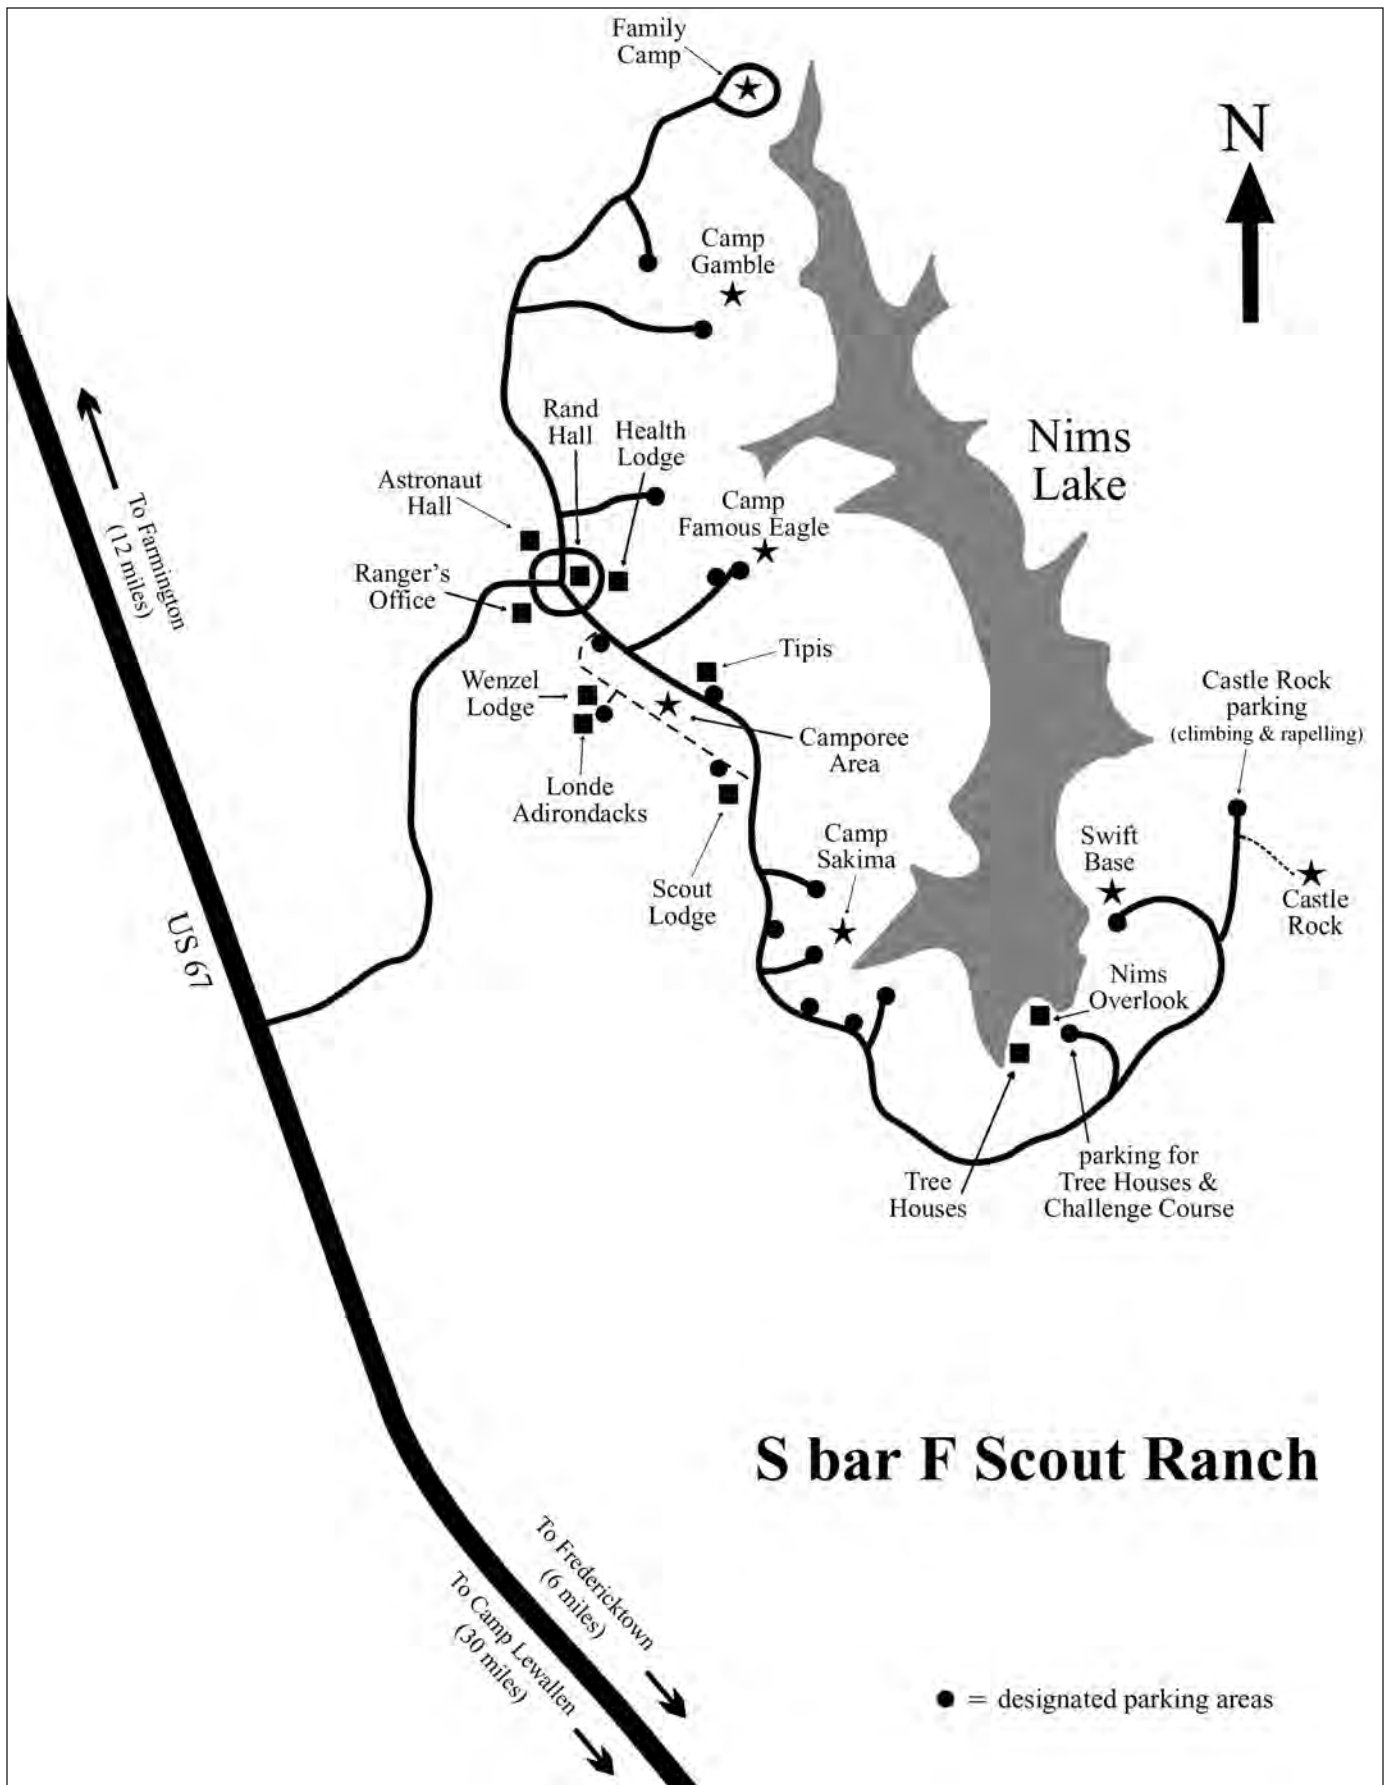 Family
Camp
N
Camp
Gamble
Rand
Hall
Health
Lodge
Nims
Lake
Astronaut
Hall
Camp
Famous Eagle
To Farmington
(12 miles)
Ranger's
Office
Tipis
Wenzel
Lodge
Castle Rock
parking
(climbing & rapelling)
Camporee
Area
Londe
Adirondacks
Camp
Sakima
Swift
Base
Scout
Lodge
Castle
Rock
US 67
Nims
Overlook
parking for
Tree Houses &
Challenge Course
Tree
Houses
S bar F Scout Ranch
To Fredericktown
(6 miles)
To Camp Lewallen
(30 miles)
= designated parking areas